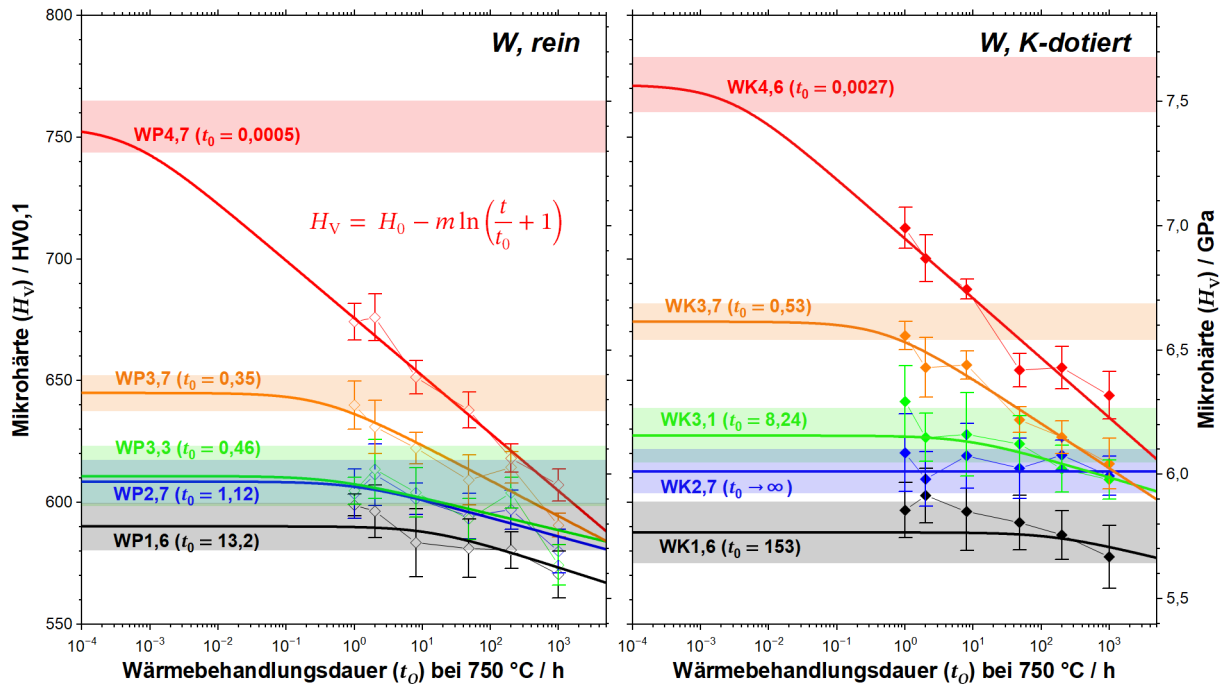 W, rein
W, K-dotiert
800
750
700
650
600
550
Mikrohärte (H_V) / HV0,1
WP4,7 (t₀ = 0,0005)
H_V = H₀ − m ln(t/t₀ + 1)
WP3,7 (t₀ = 0,35)
WP3,3 (t₀ = 0,46)
WP2,7 (t₀ = 1,12)
WP1,6 (t₀ = 13,2)
10⁻⁴ 10⁻³ 10⁻² 10⁻¹ 10⁰ 10¹ 10² 10³
Wärmebehandlungsdauer (t_O) bei 750 °C / h
WK4,6 (t₀ = 0,0027)
WK3,7 (t₀ = 0,53)
WK3,1 (t₀ = 8,24)
WK2,7 (t₀ →∞)
WK1,6 (t₀ = 153)
7,5
7,0
6,5
6,0
5,5
Mikrohärte (H_V) / GPa
10⁻⁴ 10⁻³ 10⁻² 10⁻¹ 10⁰ 10¹ 10² 10³
Wärmebehandlungsdauer (t_O) bei 750 °C / h